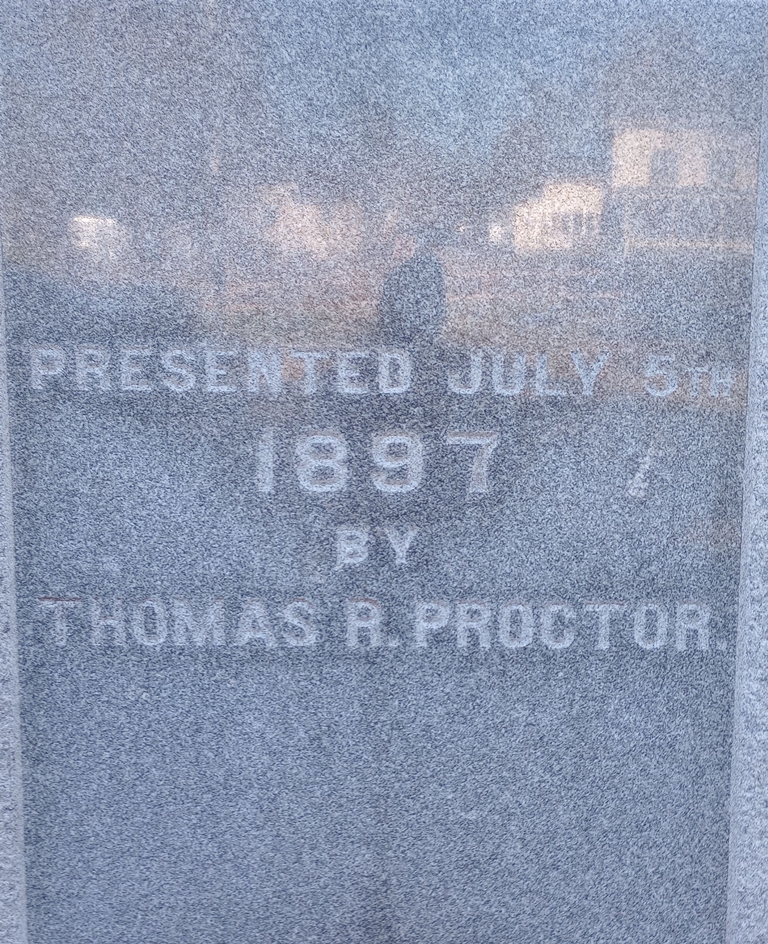 PRESENTED JULY 5TH
1897
BY
THOMAS R. PROCTOR.